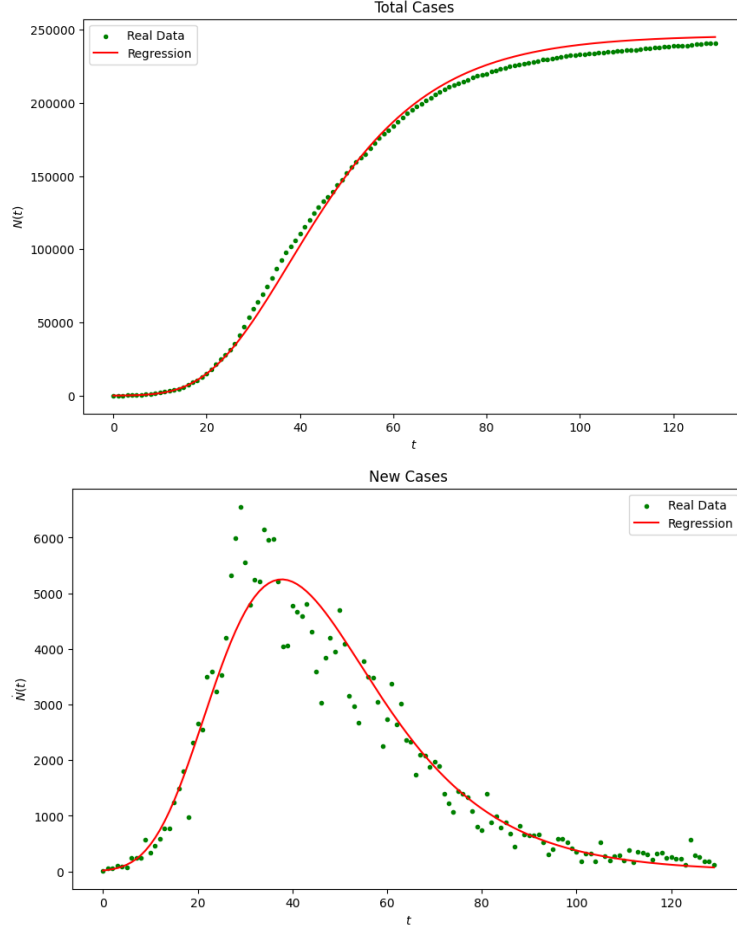 Total Cases
250000
200000
150000
100000
50000
0
N(t)
Real Data
Regression
0 20 40 60 80 100 120
t
New Cases
6000
5000
4000
3000
2000
1000
0
Ṅ(t)
Real Data
Regression
0 20 40 60 80 100 120
t